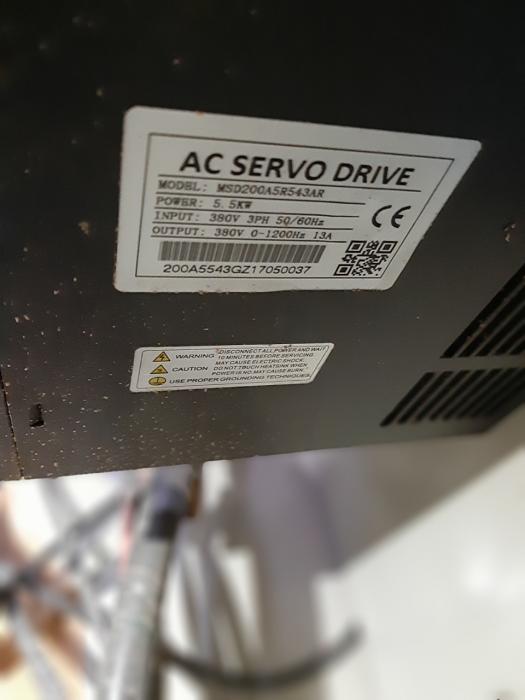 AC SERVO DRIVE
MODEL: MSD200A5R543AR
POWER: 5.5KW
INPUT: 380V 3PH 50/60Hz
OUTPUT: 380V 0-1200Hz 13A
CE
200A5543GZ17050037
WARNING DISCONNECT ALL POWER AND WAIT
10 MINUTES BEFORE SERVICING.
MAY CAUSE ELECTRIC SHOCK.
CAUTION DO NOT TOUCH HEATSINK WHEN
POWER IS NO. MAY CAUSE BURN.
USE PROPER GROUNDING TECHNIQUES.